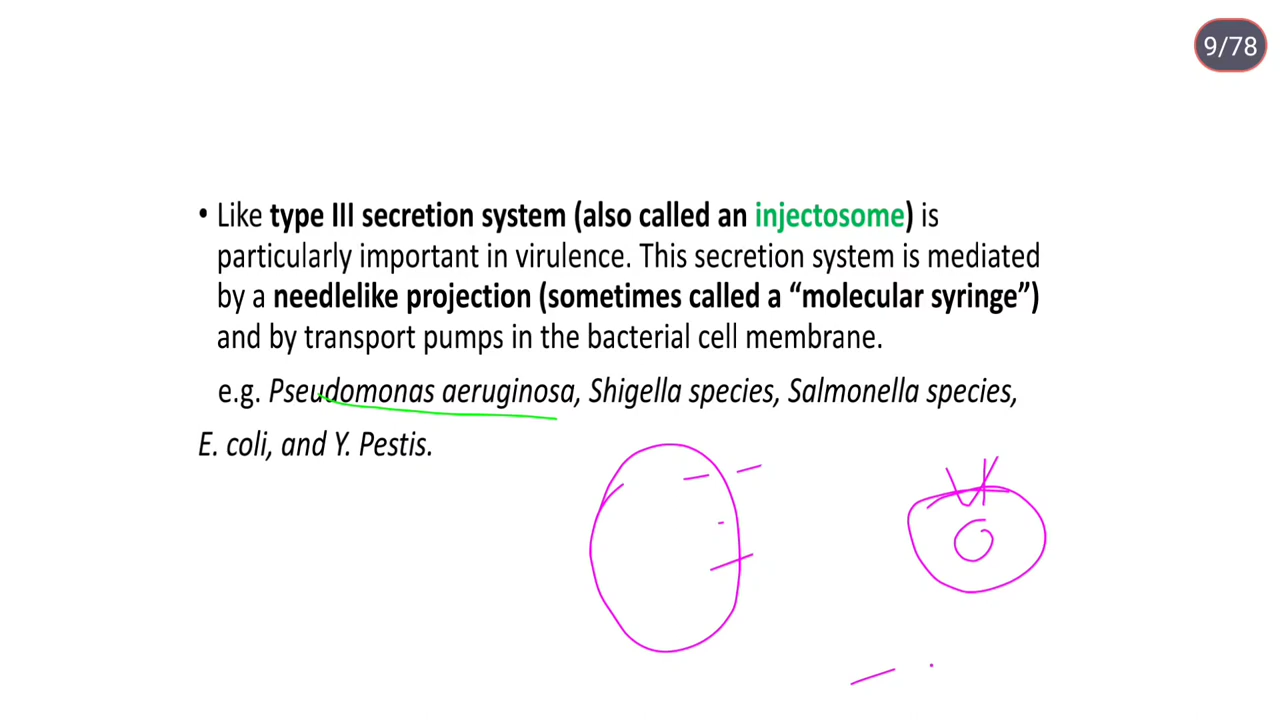 9/78
• Like type III secretion system (also called an injectosome) is
particularly important in virulence. This secretion system is mediated
by a needlelike projection (sometimes called a “molecular syringe”)
and by transport pumps in the bacterial cell membrane.
e.g. Pseudomonas aeruginosa, Shigella species, Salmonella species,
E. coli, and Y. Pestis.